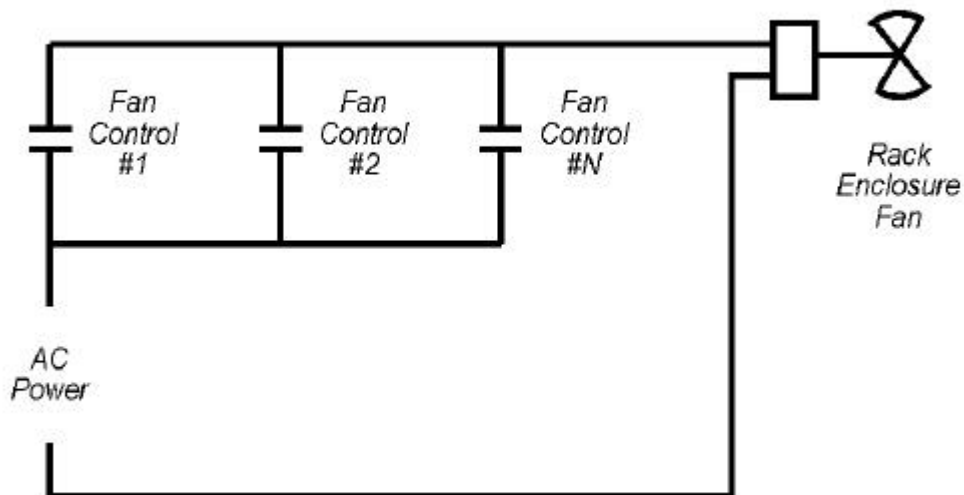 Fan
Control
#1
Fan
Control
#2
Fan
Control
#N
Rack
Enclosure
Fan
AC
Power